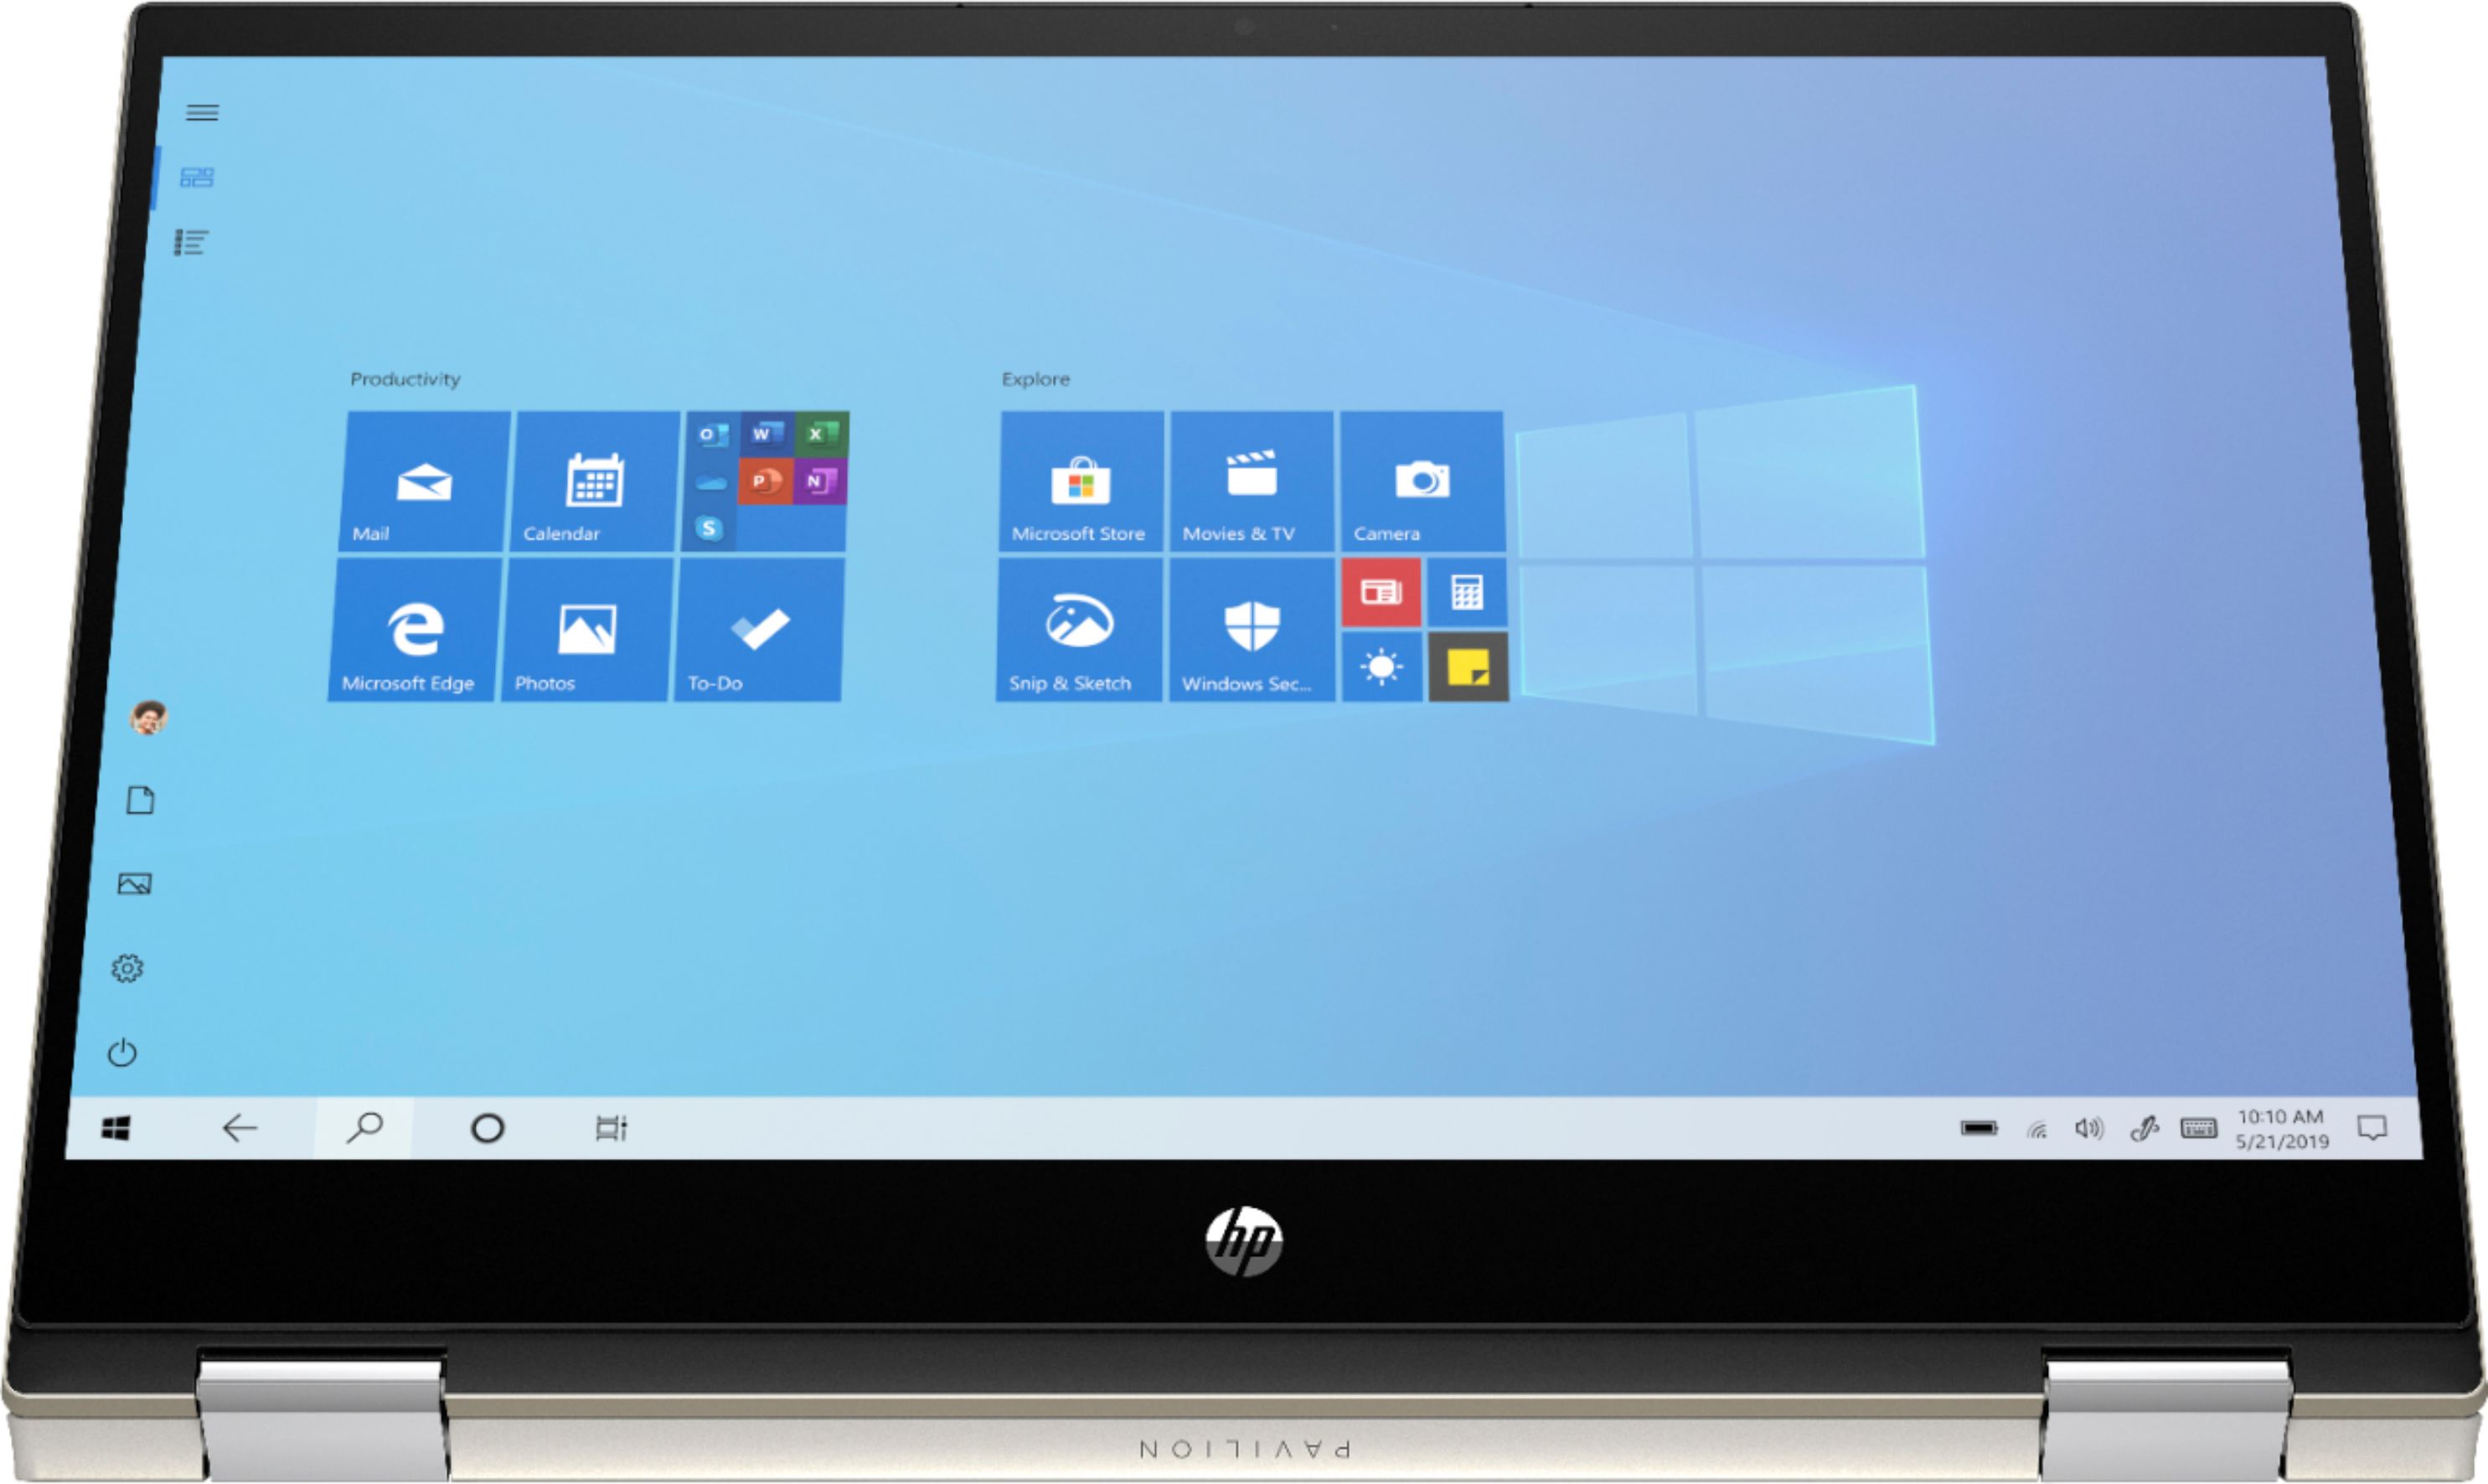 Productivity
Explore
O W X
P N
S
Mail
Calendar
Microsoft Store
Movies & TV
Camera
Microsoft Edge
Photos
To-Do
Snip & Sketch
Windows Sec...
10:10 AM
5/21/2019
hp
PAVILION